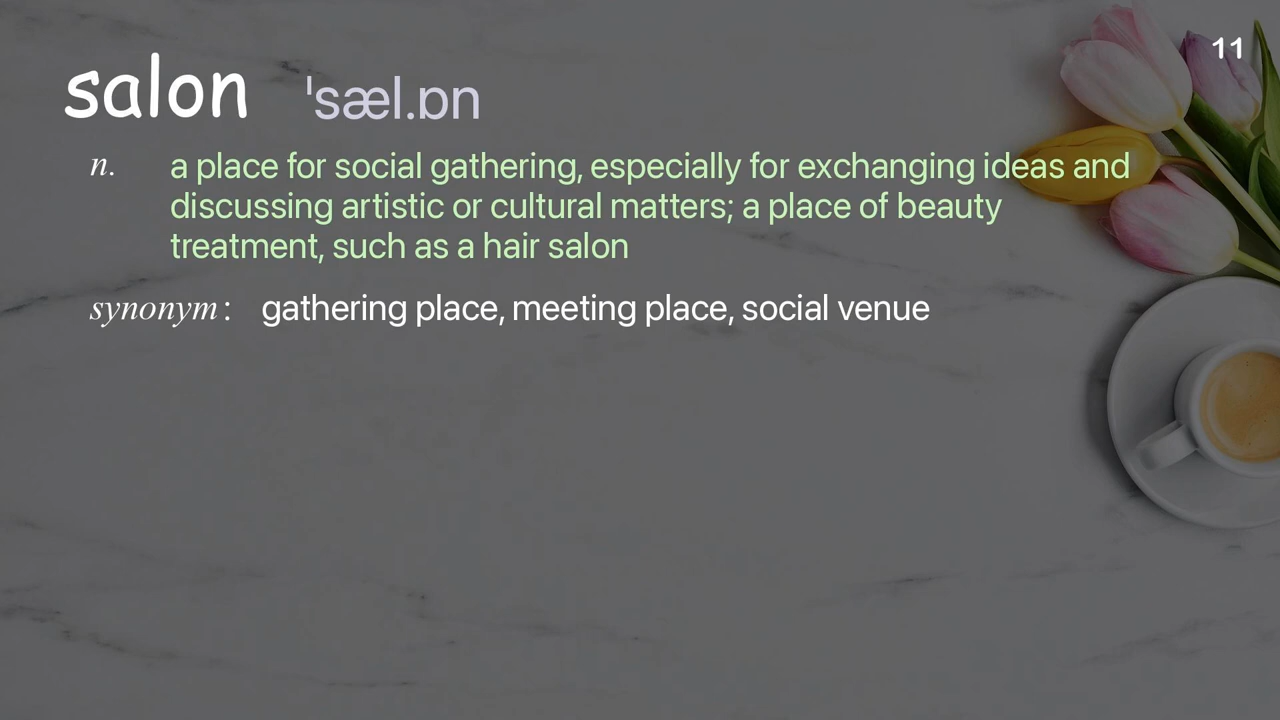 11
salon ˈsæl.ɒn
n. a place for social gathering, especially for exchanging ideas and
discussing artistic or cultural matters; a place of beauty
treatment, such as a hair salon
synonym: gathering place, meeting place, social venue